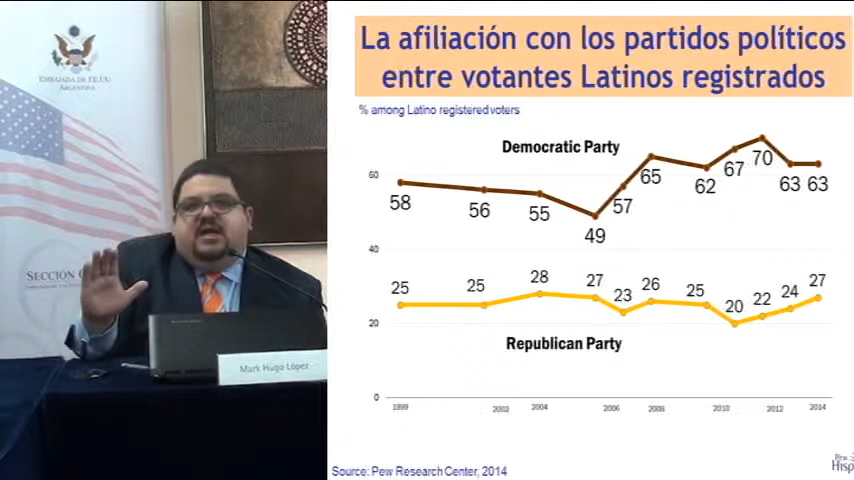 EMBAJADA DE EE.UU
ARGENTINA
SECCIÓN
Mark Hugo López
La afiliación con los partidos políticos
entre votantes Latinos registrados
% among Latino registered voters
Democratic Party
60
58
56
55
49
57
65
62
67
70
63
63
40
25
25
28
27
23
26
25
20
22
24
27
20
Republican Party
0
1999
2002
2004
2006
2008
2010
2012
2014
Source: Pew Research Center, 2014
Pew
Hisp